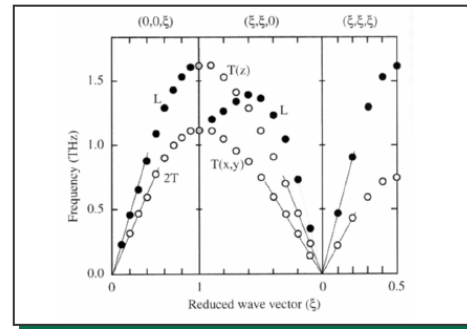 (0,0,ξ) (ξ,ξ,0) (ξ,ξ,ξ)
1.5
1.0
0.5
0.0
Frequency (THz)
L
2T
T(z)
L
T(x,y)
0 1 0 0.5
Reduced wave vector (ξ)